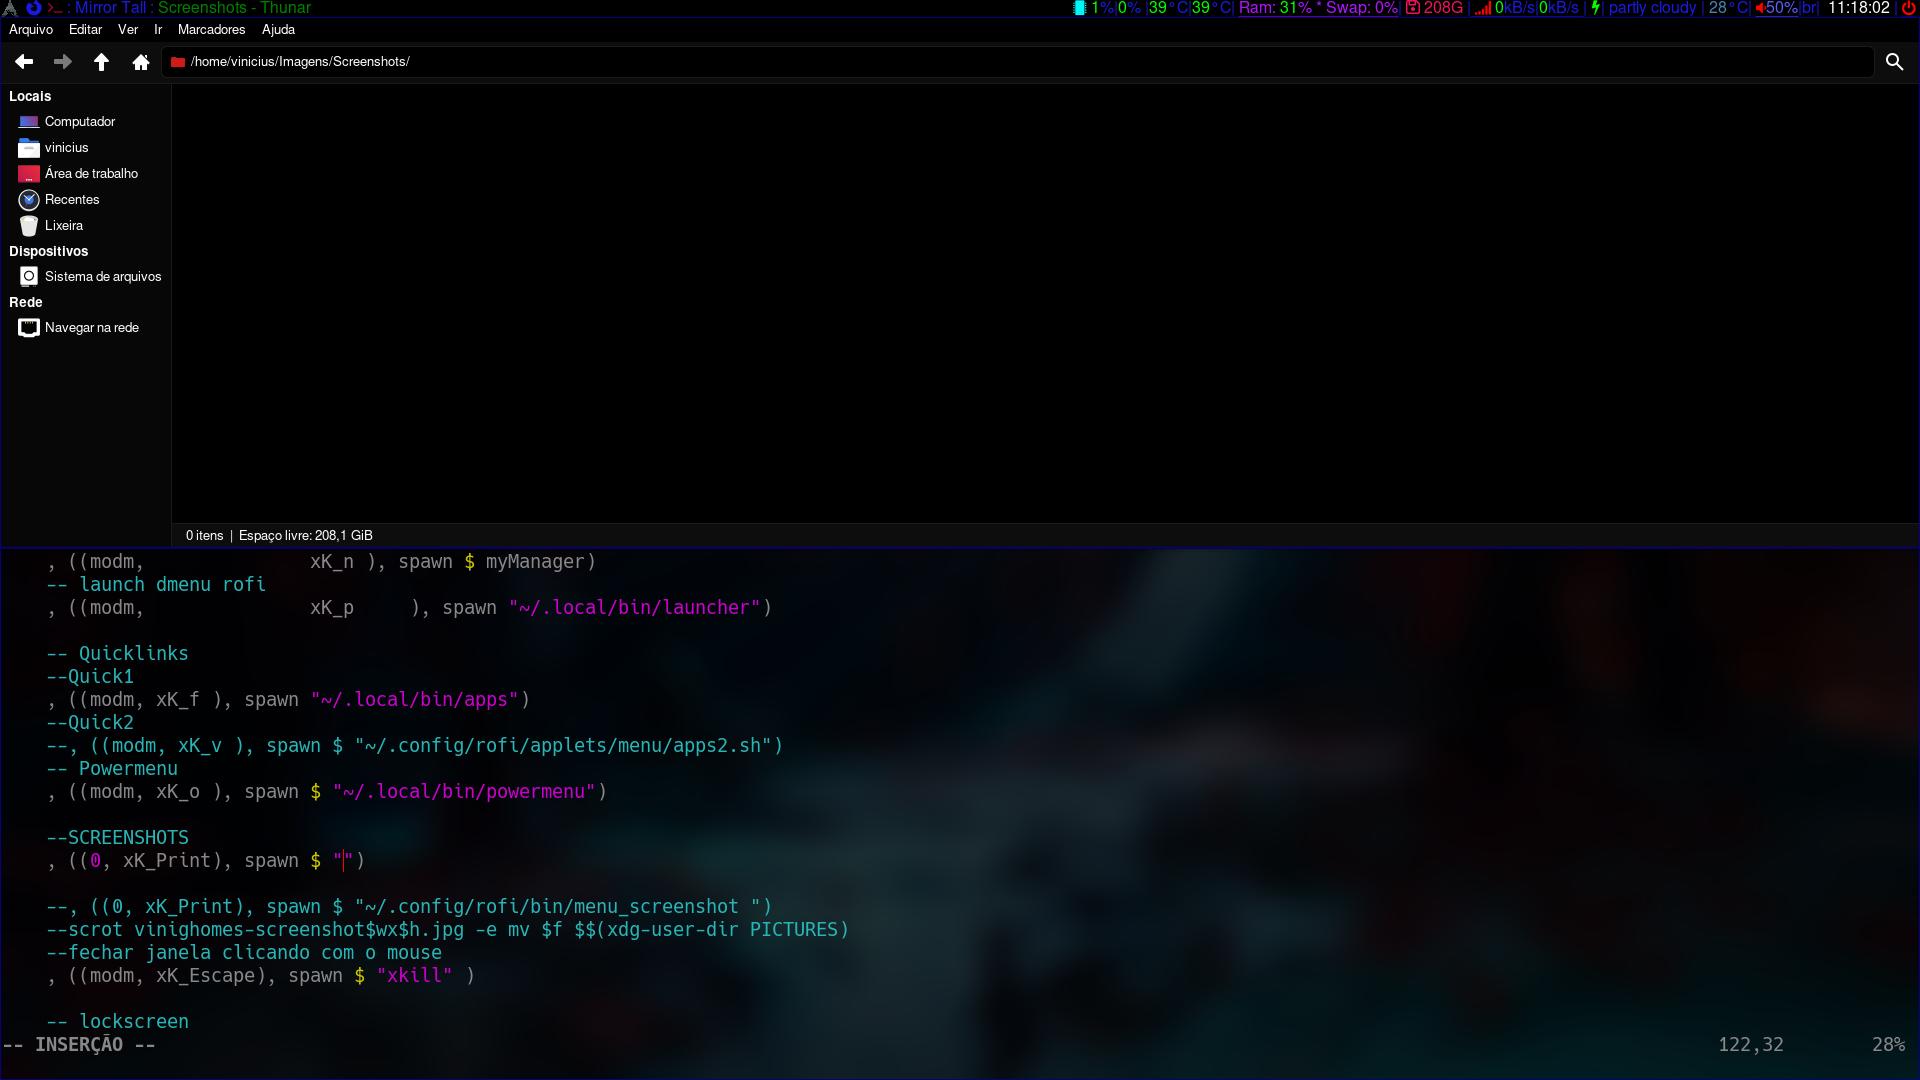 : Mirror Tall : Screenshots - Thunar 1%|0% |39°C|39°C| Ram: 31% * Swap: 0%| 208G | 0kB/s|0kB/s | | partly cloudy | 28°C| 50%|br| 11:18:02 |
Arquivo Editar Ver Ir Marcadores Ajuda
/home/vinicius/Imagens/Screenshots/
Locais
Computador
vinicius
Área de trabalho
Recentes
Lixeira
Dispositivos
Sistema de arquivos
Rede
Navegar na rede
0 itens | Espaço livre: 208,1 GiB
, ((modm, xK_n ), spawn $ myManager)
-- launch dmenu rofi
, ((modm, xK_p ), spawn "~/.local/bin/launcher")
-- Quicklinks
--Quick1
, ((modm, xK_f ), spawn "~/.local/bin/apps")
--Quick2
--, ((modm, xK_v ), spawn $ "~/.config/rofi/applets/menu/apps2.sh")
-- Powermenu
, ((modm, xK_o ), spawn $ "~/.local/bin/powermenu")
--SCREENSHOTS
, ((0, xK_Print), spawn $ "")
--, ((0, xK_Print), spawn $ "~/.config/rofi/bin/menu_screenshot ")
--scrot vinighomes-screenshot$wx$h.jpg -e mv $f $$(xdg-user-dir PICTURES)
--fechar janela clicando com o mouse
, ((modm, xK_Escape), spawn $ "xkill" )
-- lockscreen
-- INSERÇÃO -- 122,32 28%